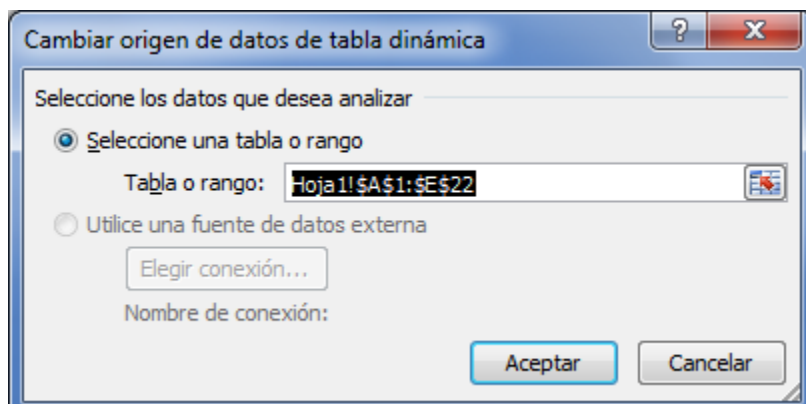 Cambiar origen de datos de tabla dinámica
?
X
Seleccione los datos que desea analizar
Seleccione una tabla o rango
Tabla o rango: Hoja1!$A$1:$E$22
Utilice una fuente de datos externa
Elegir conexión...
Nombre de conexión:
Aceptar Cancelar